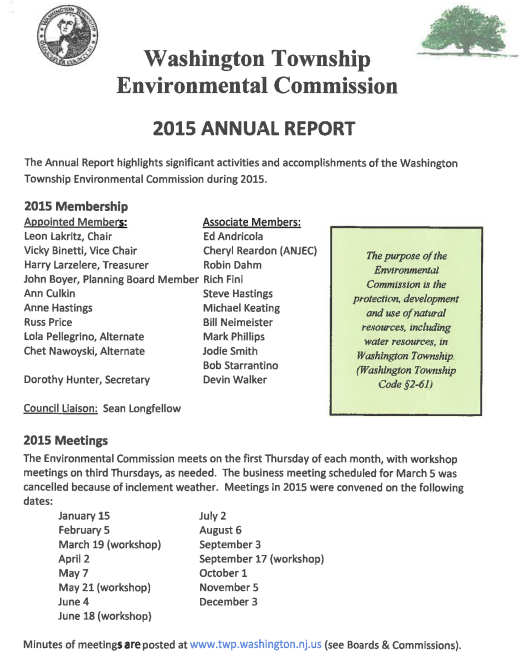 Washington Township
Environmental Commission
2015 ANNUAL REPORT
The Annual Report highlights significant activities and accomplishments of the Washington
Township Environmental Commission during 2015.
2015 Membership
Appointed Members:
Leon Lakritz, Chair
Vicky Binetti, Vice Chair
Harry Larzelere, Treasurer
John Boyer, Planning Board Member
Ann Culkin
Anne Hastings
Russ Price
Lola Pellegrino, Alternate
Chet Nawoyski, Alternate
Dorothy Hunter, Secretary
Associate Members:
Ed Andricola
Cheryl Reardon (ANJEC)
Robin Dahm
Rich Fini
Steve Hastings
Michael Keating
Bill Neimeister
Mark Phillips
Jodie Smith
Bob Starrantino
Devin Walker
The purpose of the
Environmental
Commission is the
protection, development
and use of natural
resources, including
water resources, in
Washington Township.
(Washington Township
Code §2-61)
Council Liaison: Sean Longfellow
2015 Meetings
The Environmental Commission meets on the first Thursday of each month, with workshop
meetings on third Thursdays, as needed. The business meeting scheduled for March 5 was
cancelled because of inclement weather. Meetings in 2015 were convened on the following
dates:
January 15
February 5
March 19 (workshop)
April 2
May 7
May 21 (workshop)
June 4
June 18 (workshop)
July 2
August 6
September 3
September 17 (workshop)
October 1
November 5
December 3
Minutes of meetings are posted at www.twp.washington.nj.us (see Boards & Commissions).